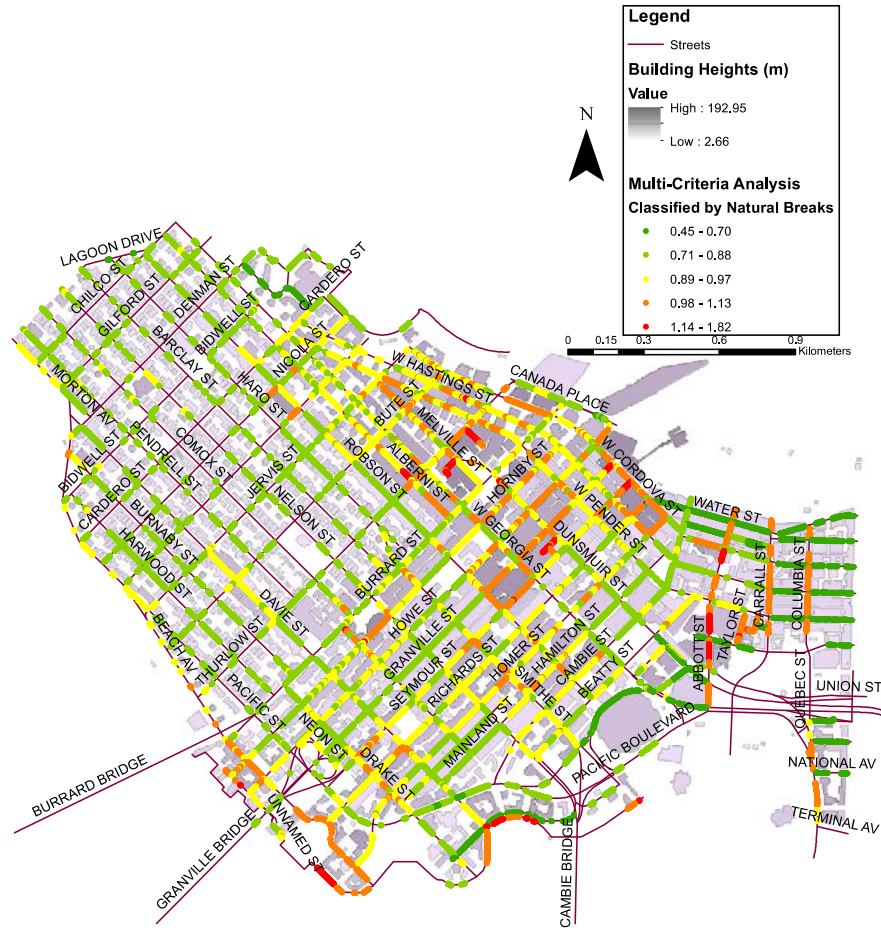 Legend
Streets
Building Heights (m)
Value
High : 192.95
Low : 2.66
N
Multi-Criteria Analysis
Classified by Natural Breaks
0.45 - 0.70
0.71 - 0.88
0.89 - 0.97
0.98 - 1.13
1.14 - 1.82
0 0.15 0.3 0.6 0.9
Kilometers
LAGOON DRIVE
CHILCO ST
GILFORD ST
DENMAN ST
BIDWELL ST
CARDERO ST
NICOLA ST
BARCLAY ST
HARO ST
W HASTINGS ST
CANADA PLACE
BUTE ST
MELVILLE ST
MORTON AV
PENDRELL ST
COMOX ST
JERVIS ST
ROBSON ST
ALBERNI ST
HORNBY ST
W CORDOVA ST
WATER ST
BIDWELL ST
CARDERO ST
BURNABY ST
HARWOOD ST
NELSON ST
BURRARD ST
W GEORGIA ST
W PENDER ST
DUNSMUIR ST
DAVIE ST
HOWE ST
GRANVILLE ST
SEYMOUR ST
RICHARDS ST
HOMER ST
HAMILTON ST
CAMBIE ST
SMITHE ST
BEATTY ST
ABBOTT ST
TAYLOR ST
CARRALL ST
COLUMBIA ST
QUEBEC ST
UNION ST
BEACH AV
THURLOW ST
PACIFIC ST
NEON ST
DRAKE ST
MAINLAND ST
PACIFIC BOULEVARD
NATIONAL AV
TERMINAL AV
BURRARD BRIDGE
GRANVILLE BRIDGE
UNNAMED ST
CAMBIE BRIDGE